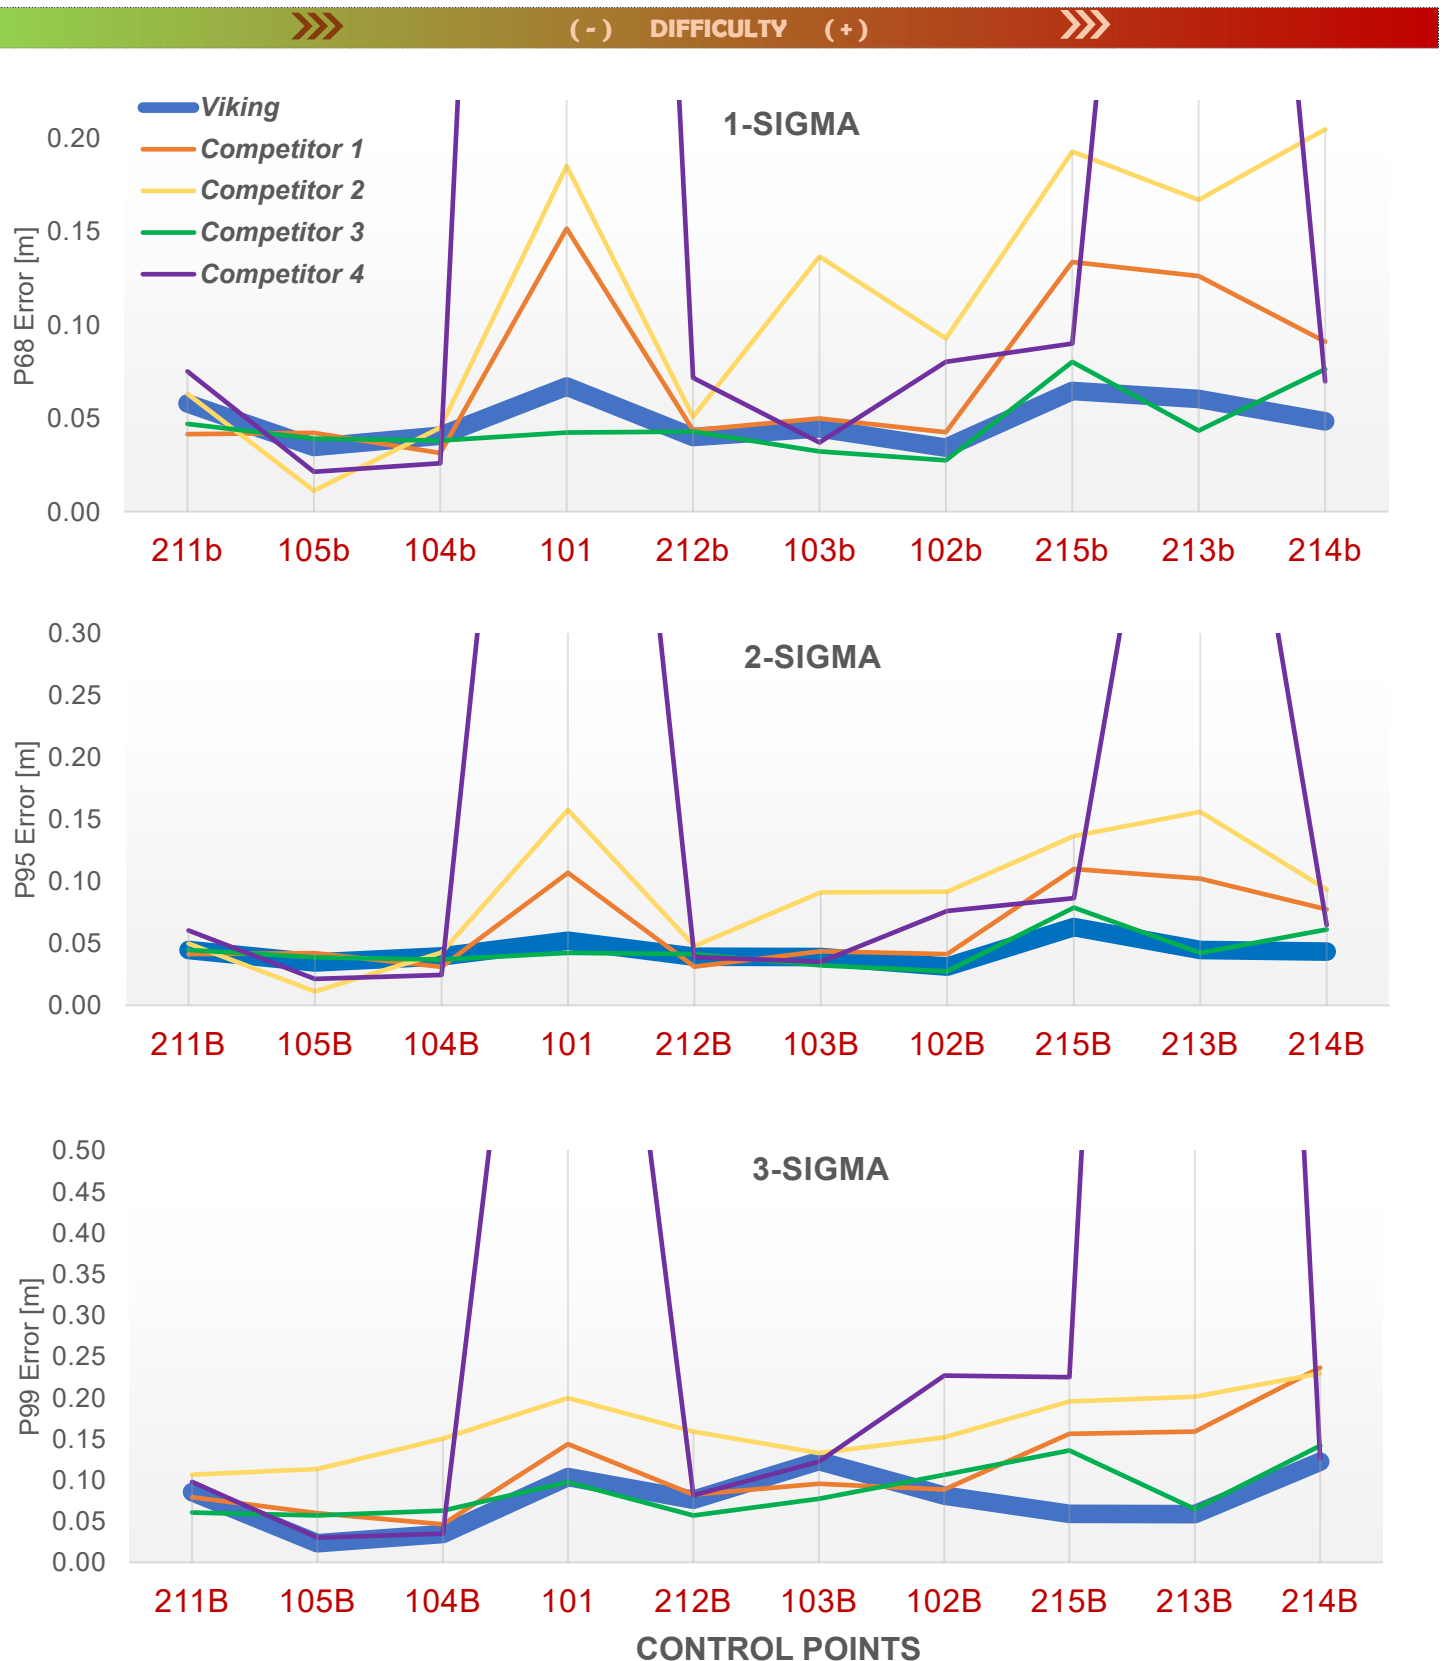 ( - ) DIFFICULTY ( + )
1-SIGMA
Viking
Competitor 1
Competitor 2
Competitor 3
Competitor 4
P68 Error [m]
0.20
0.15
0.10
0.05
0.00
211b 105b 104b 101 212b 103b 102b 215b 213b 214b
2-SIGMA
P95 Error [m]
0.30
0.25
0.20
0.15
0.10
0.05
0.00
211B 105B 104B 101 212B 103B 102B 215B 213B 214B
3-SIGMA
P99 Error [m]
0.50
0.45
0.40
0.35
0.30
0.25
0.20
0.15
0.10
0.05
0.00
211B 105B 104B 101 212B 103B 102B 215B 213B 214B
CONTROL POINTS